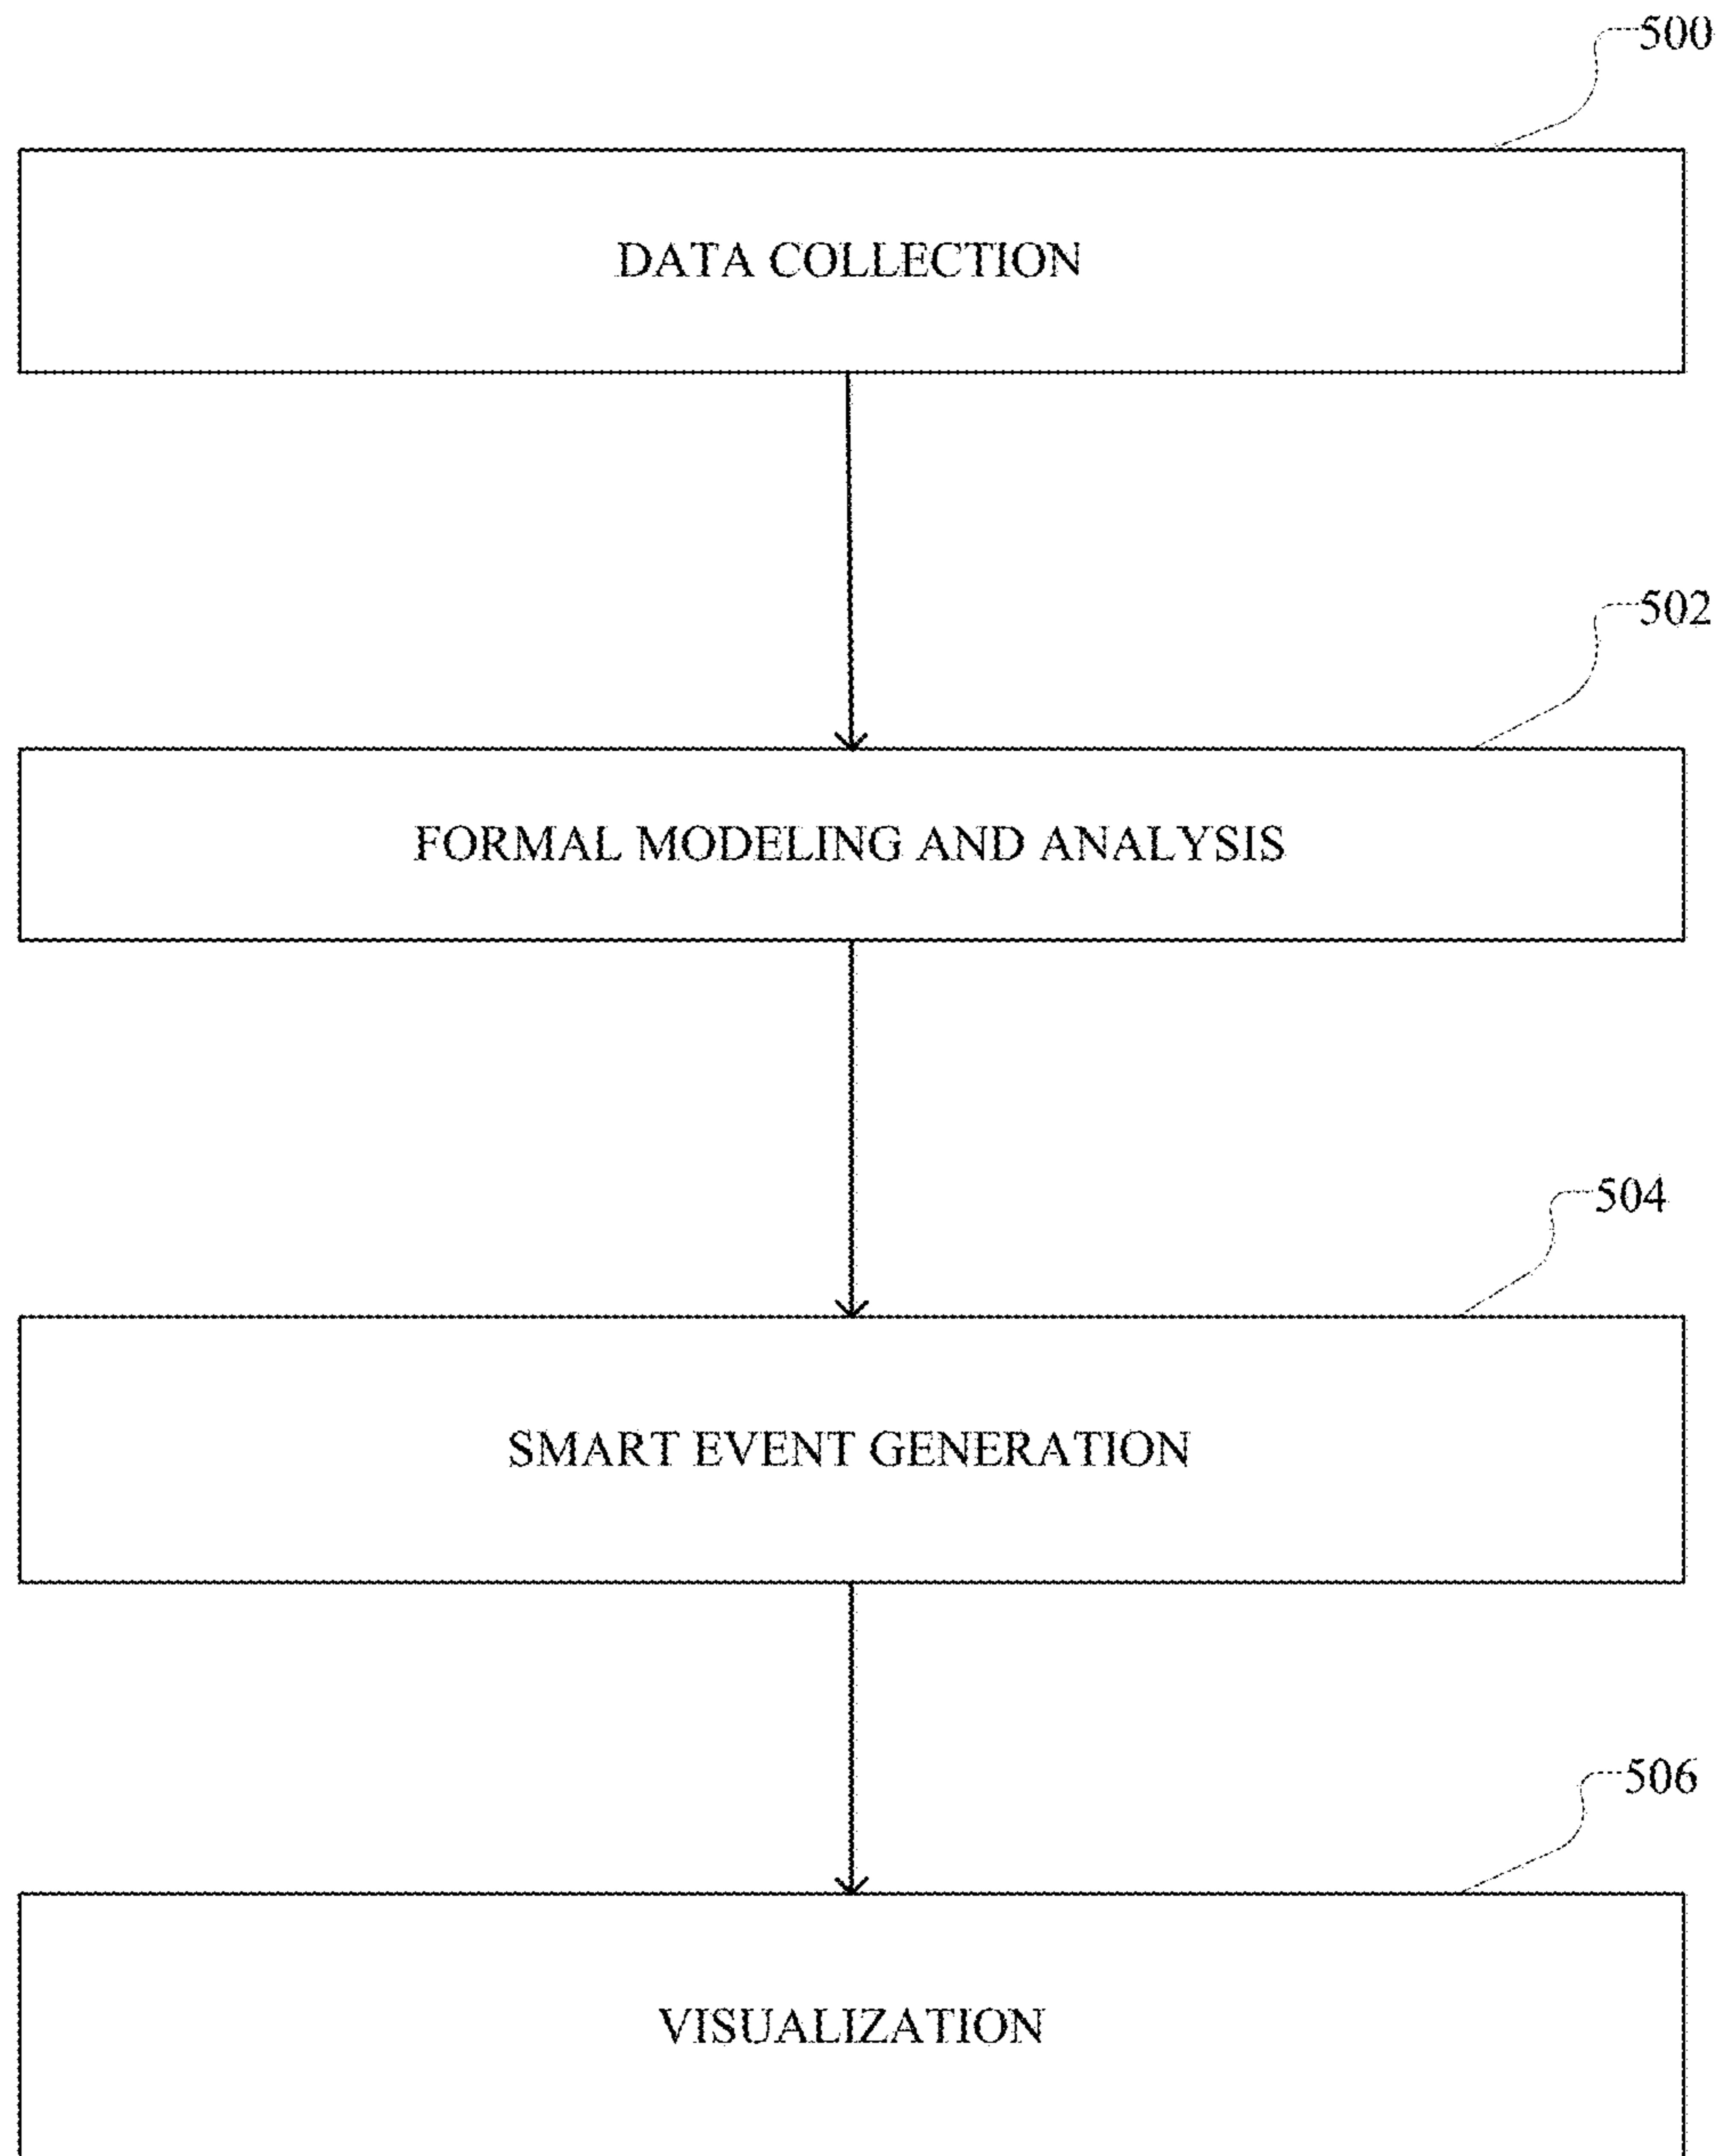 500
DATA COLLECTION
502
FORMAL MODELING AND ANALYSIS
504
SMART EVENT GENERATION
506
VISUALIZATION